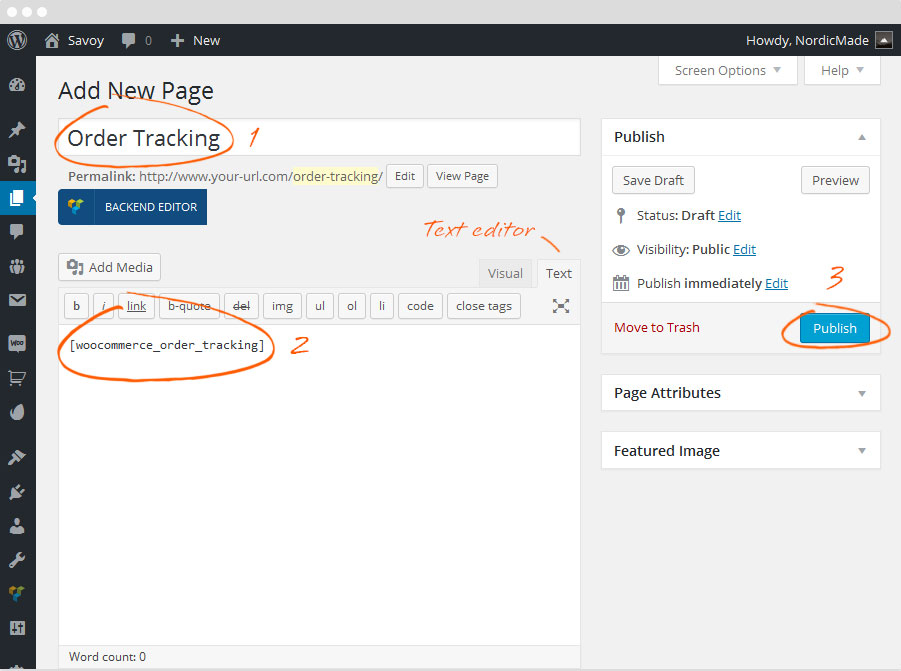 Savoy 0 New Howdy, NordicMade
Screen Options Help
Add New Page
Order Tracking 1
Permalink: http://www.your-url.com/order-tracking/ Edit View Page
BACKEND EDITOR
Text editor
Add Media Visual Text
b i link b-quote del img ul ol li code close tags
[woocommerce_order_tracking] 2
Word count: 0
Publish
Save Draft Preview
Status: Draft Edit
Visibility: Public Edit
Publish immediately Edit
3
Move to Trash Publish
Page Attributes
Featured Image
Woo